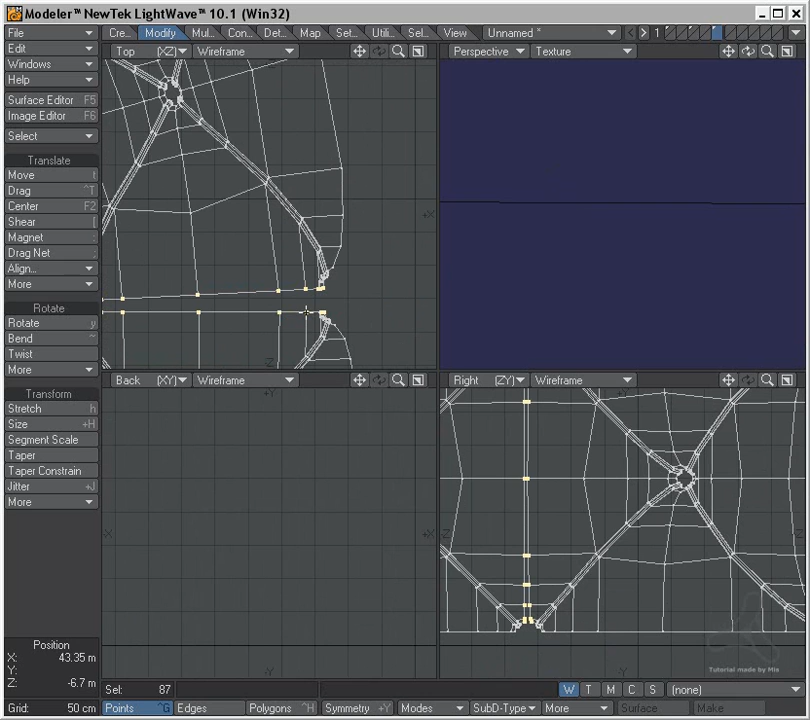 Modeler™ NewTek LightWave™ 10.1 (Win32)
File Cre... Modify Mul... Con... Det... Map Set... Utili... Sel... View Unnamed * 1
Edit
Windows
Help
Surface Editor F5
Image Editor F6
Select
Translate
Move t
Drag ^T
Center F2
Shear [
Magnet :
Drag Net ;
Align...
More
Rotate
Rotate y
Bend ~
Twist
More
Transform
Stretch h
Size +H
Segment Scale
Taper
Taper Constrain
Jitter +J
More
Top (XZ) Wireframe
Perspective Texture
+X
-Z
Back (XY) Wireframe
+Y
-X
+X
-Y
Right (ZY) Wireframe
-Y
Tutorial made by Mis
Position
X: 43.35 m
Y:
Z: -6.7 m
Grid: 50 cm
Sel: 87 W T M C S (none)
Points ^G Edges Polygons ^H Symmetry +Y Modes SubD-Type More Surface Make